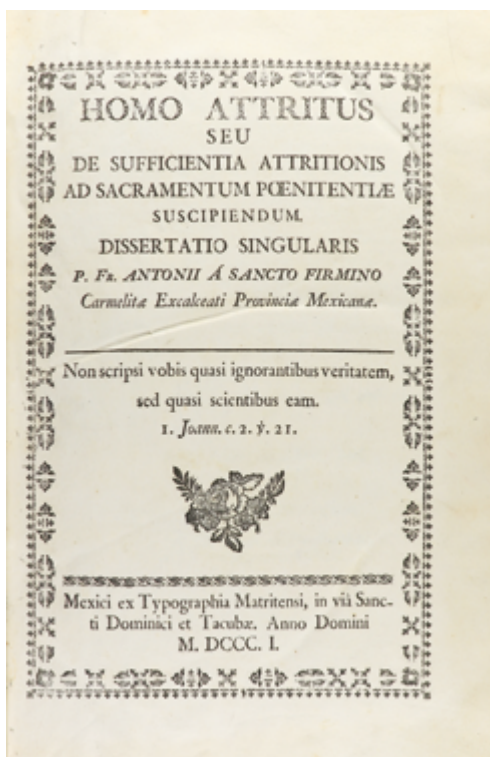 HOMO ATTRITUS
SEU
DE SUFFICIENTIA ATTRITIONIS
AD SACRAMENTUM PŒNITENTIÆ
SUSCIPIENDUM.
DISSERTATIO SINGULARIS
P. Fr. ANTONII Á SANCTO FIRMINO
Carmelitæ Excalceati Provinciæ Mexicanæ.
Non scripsi vobis quasi ignorantibus veritatem,
sed quasi scientibus eam.
1. Joann. c. 2. ℣. 21.
Mexici ex Typographia Matritensi, in viâ Sanc-
ti Dominici et Tacubæ. Anno Domini
M. DCCC. I.